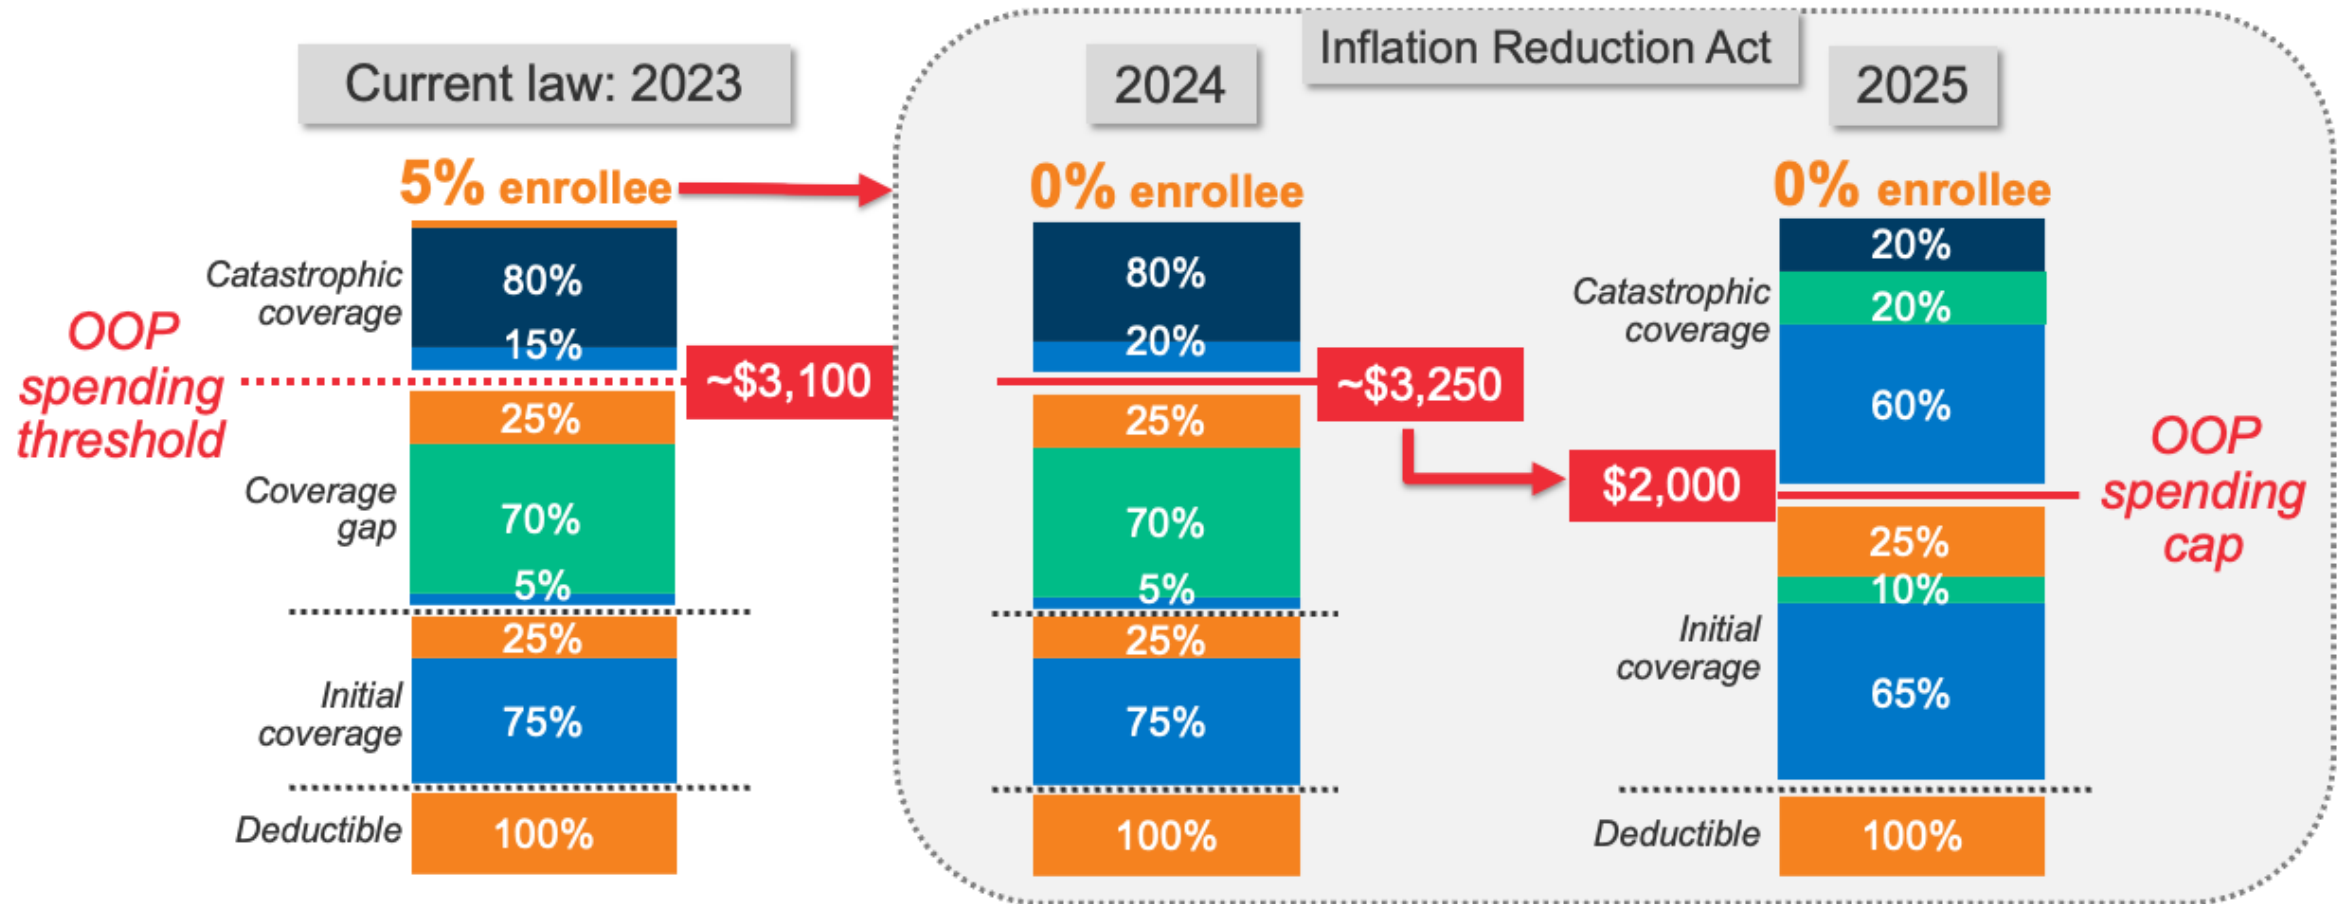 Inflation Reduction Act
Current law: 2023
2024
2025
5% enrollee
0% enrollee
0% enrollee
Catastrophic
coverage
80%
15%
OOP
spending
threshold
~$3,100
Coverage
gap
25%
70%
5%
Initial
coverage
25%
75%
Deductible
100%
80%
20%
~$3,250
25%
70%
5%
25%
75%
100%
Catastrophic
coverage
20%
20%
60%
$2,000
OOP
spending
cap
Initial
coverage
25%
10%
65%
Deductible
100%